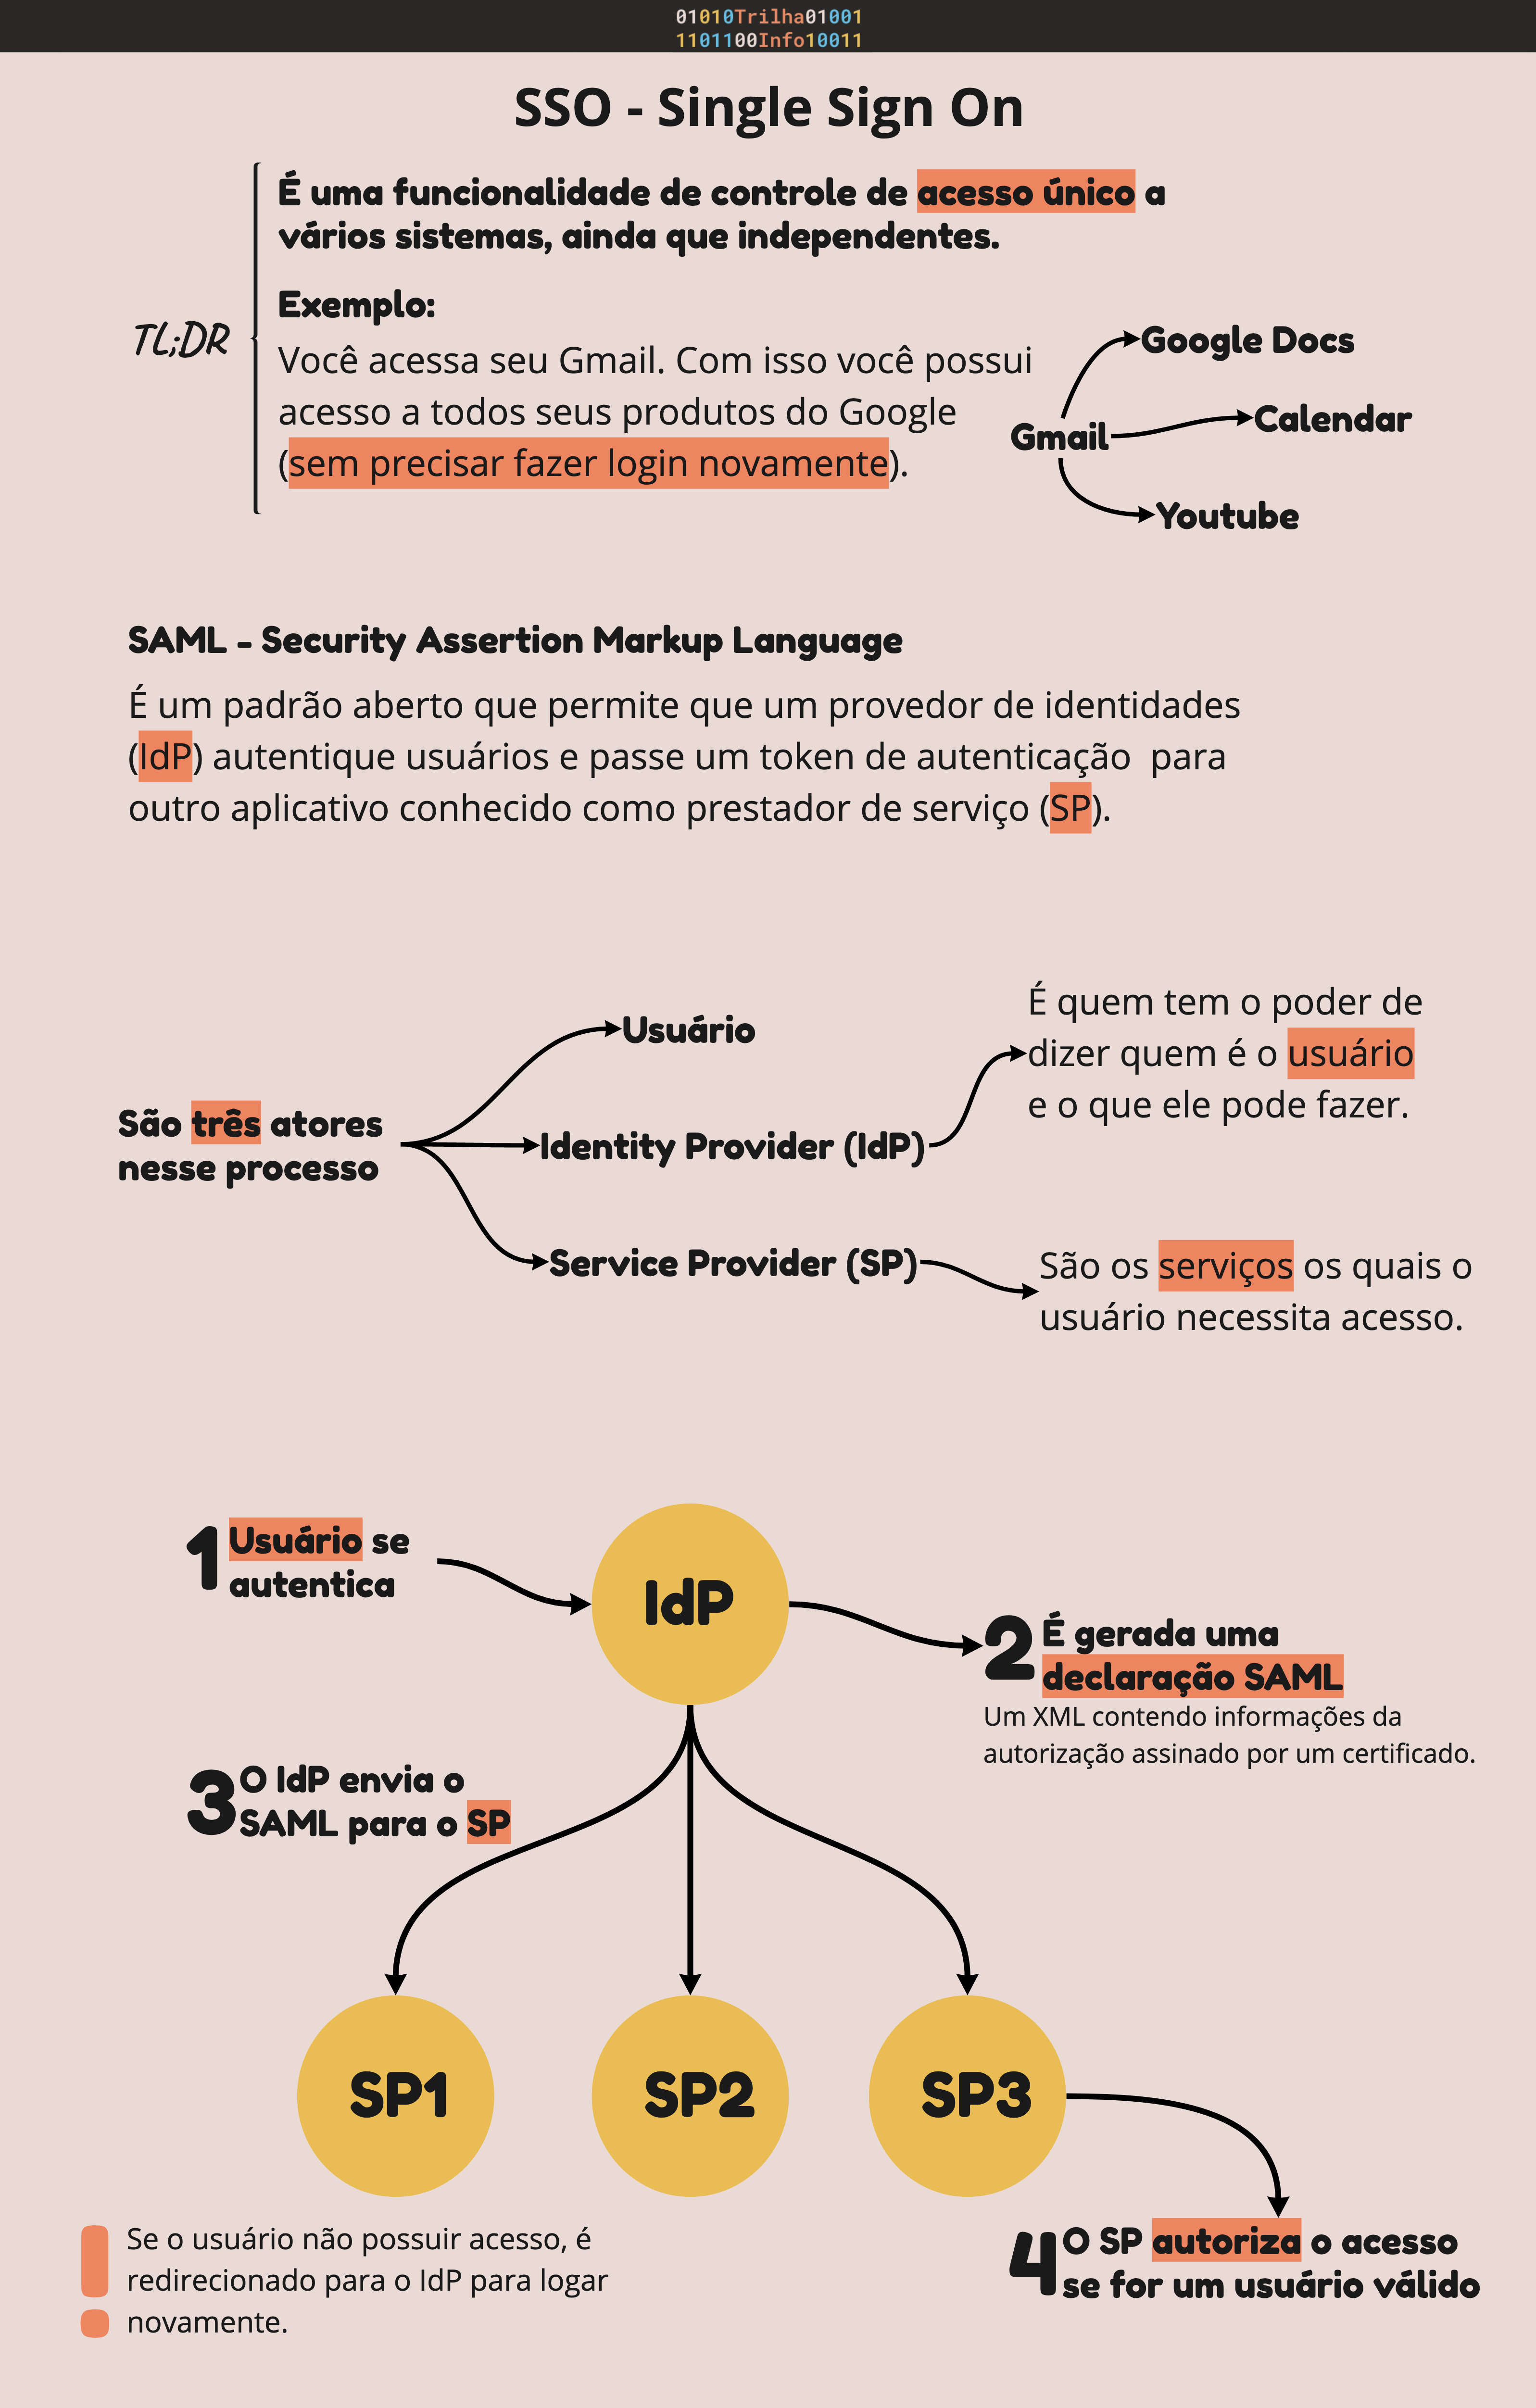 01010Trilha01001
1101100Info10011
SSO - Single Sign On
TL;DR
É uma funcionalidade de controle de acesso único a
vários sistemas, ainda que independentes.
Exemplo:
Você acessa seu Gmail. Com isso você possui
acesso a todos seus produtos do Google
(sem precisar fazer login novamente).
Gmail
Google Docs
Calendar
Youtube
SAML - Security Assertion Markup Language
É um padrão aberto que permite que um provedor de identidades
(IdP) autentique usuários e passe um token de autenticação  para
outro aplicativo conhecido como prestador de serviço (SP).
São três atores
nesse processo
Usuário
Identity Provider (IdP)
É quem tem o poder de
dizer quem é o usuário
e o que ele pode fazer.
Service Provider (SP)
São os serviços os quais o
usuário necessita acesso.
1 Usuário se
autentica
IdP
2 É gerada uma
declaração SAML
Um XML contendo informações da
autorização assinado por um certificado.
3 O IdP envia o
SAML para o SP
SP1
SP2
SP3
4 O SP autoriza o acesso
se for um usuário válido
Se o usuário não possuir acesso, é
redirecionado para o IdP para logar
novamente.